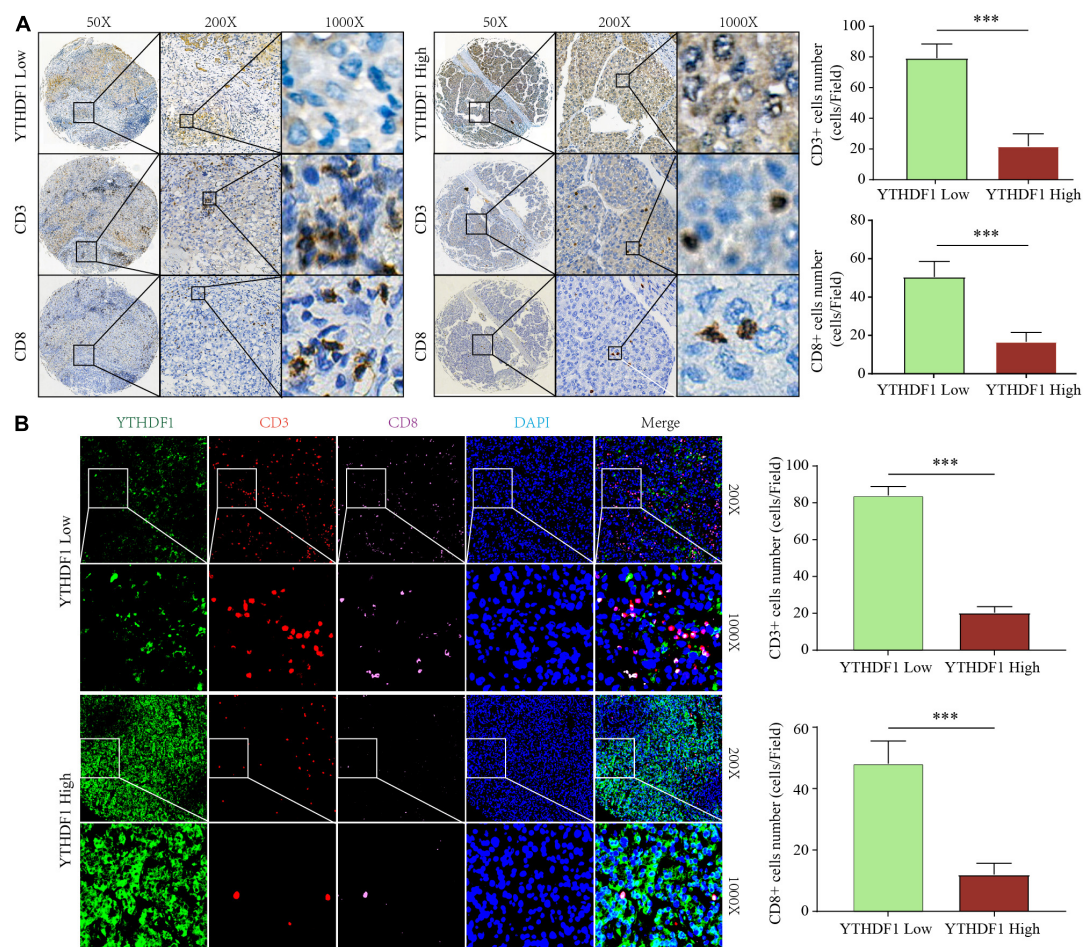 A
50X 200X 1000X
YTHDF1 Low
CD3
CD8
50X 200X 1000X
YTHDF1 High
CD3
CD8
CD3+ cells number
(cells/Field)
100
80
60
40
20
0
***
YTHDF1 Low YTHDF1 High
CD8+ cells number
(cells/Field)
80
60
40
20
0
***
YTHDF1 Low YTHDF1 High
B
YTHDF1 CD3 CD8 DAPI Merge
YTHDF1 Low
200X
1000X
YTHDF1 High
200X
1000X
CD3+ cells number (cells/Field)
100
80
60
40
20
0
***
YTHDF1 Low YTHDF1 High
CD8+ cells number (cells/Field)
60
40
20
0
***
YTHDF1 Low YTHDF1 High